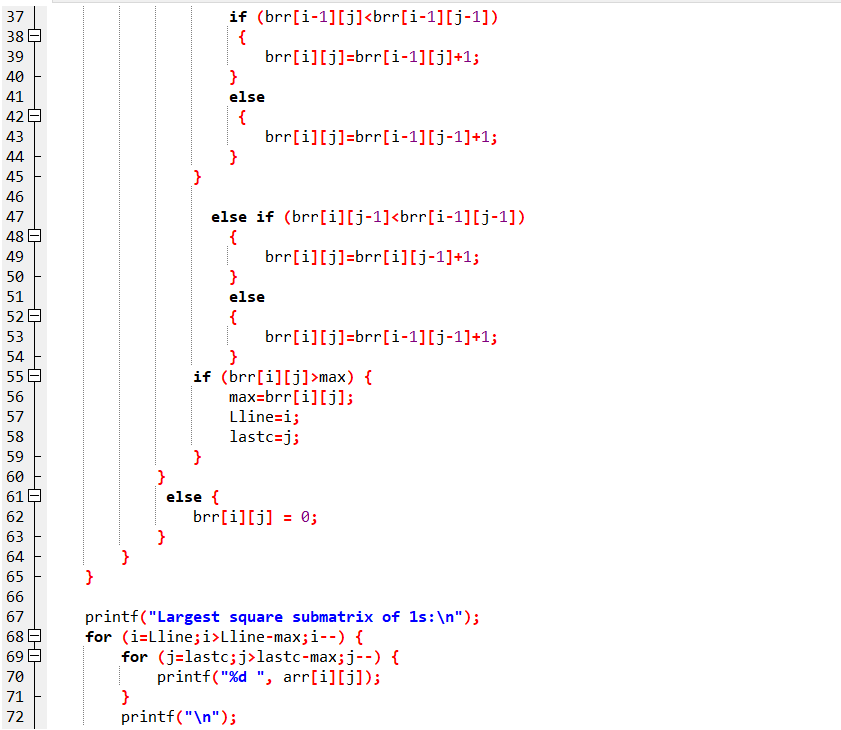 37 if (brr[i-1][j]<brr[i-1][j-1])
38 {
39 brr[i][j]=brr[i-1][j]+1;
40 }
41 else
42 {
43 brr[i][j]=brr[i-1][j-1]+1;
44 }
45 }
46
47 else if (brr[i][j-1]<brr[i-1][j-1])
48 {
49 brr[i][j]=brr[i][j-1]+1;
50 }
51 else
52 {
53 brr[i][j]=brr[i-1][j-1]+1;
54 }
55 if (brr[i][j]>max) {
56 max=brr[i][j];
57 Lline=i;
58 lastc=j;
59 }
60 }
61 else {
62 brr[i][j] = 0;
63 }
64 }
65 }
66
67 printf("Largest square submatrix of 1s:\n");
68 for (i=Lline;i>Lline-max;i--) {
69 for (j=lastc;j>lastc-max;j--) {
70 printf("%d ", arr[i][j]);
71 }
72 printf("\n");